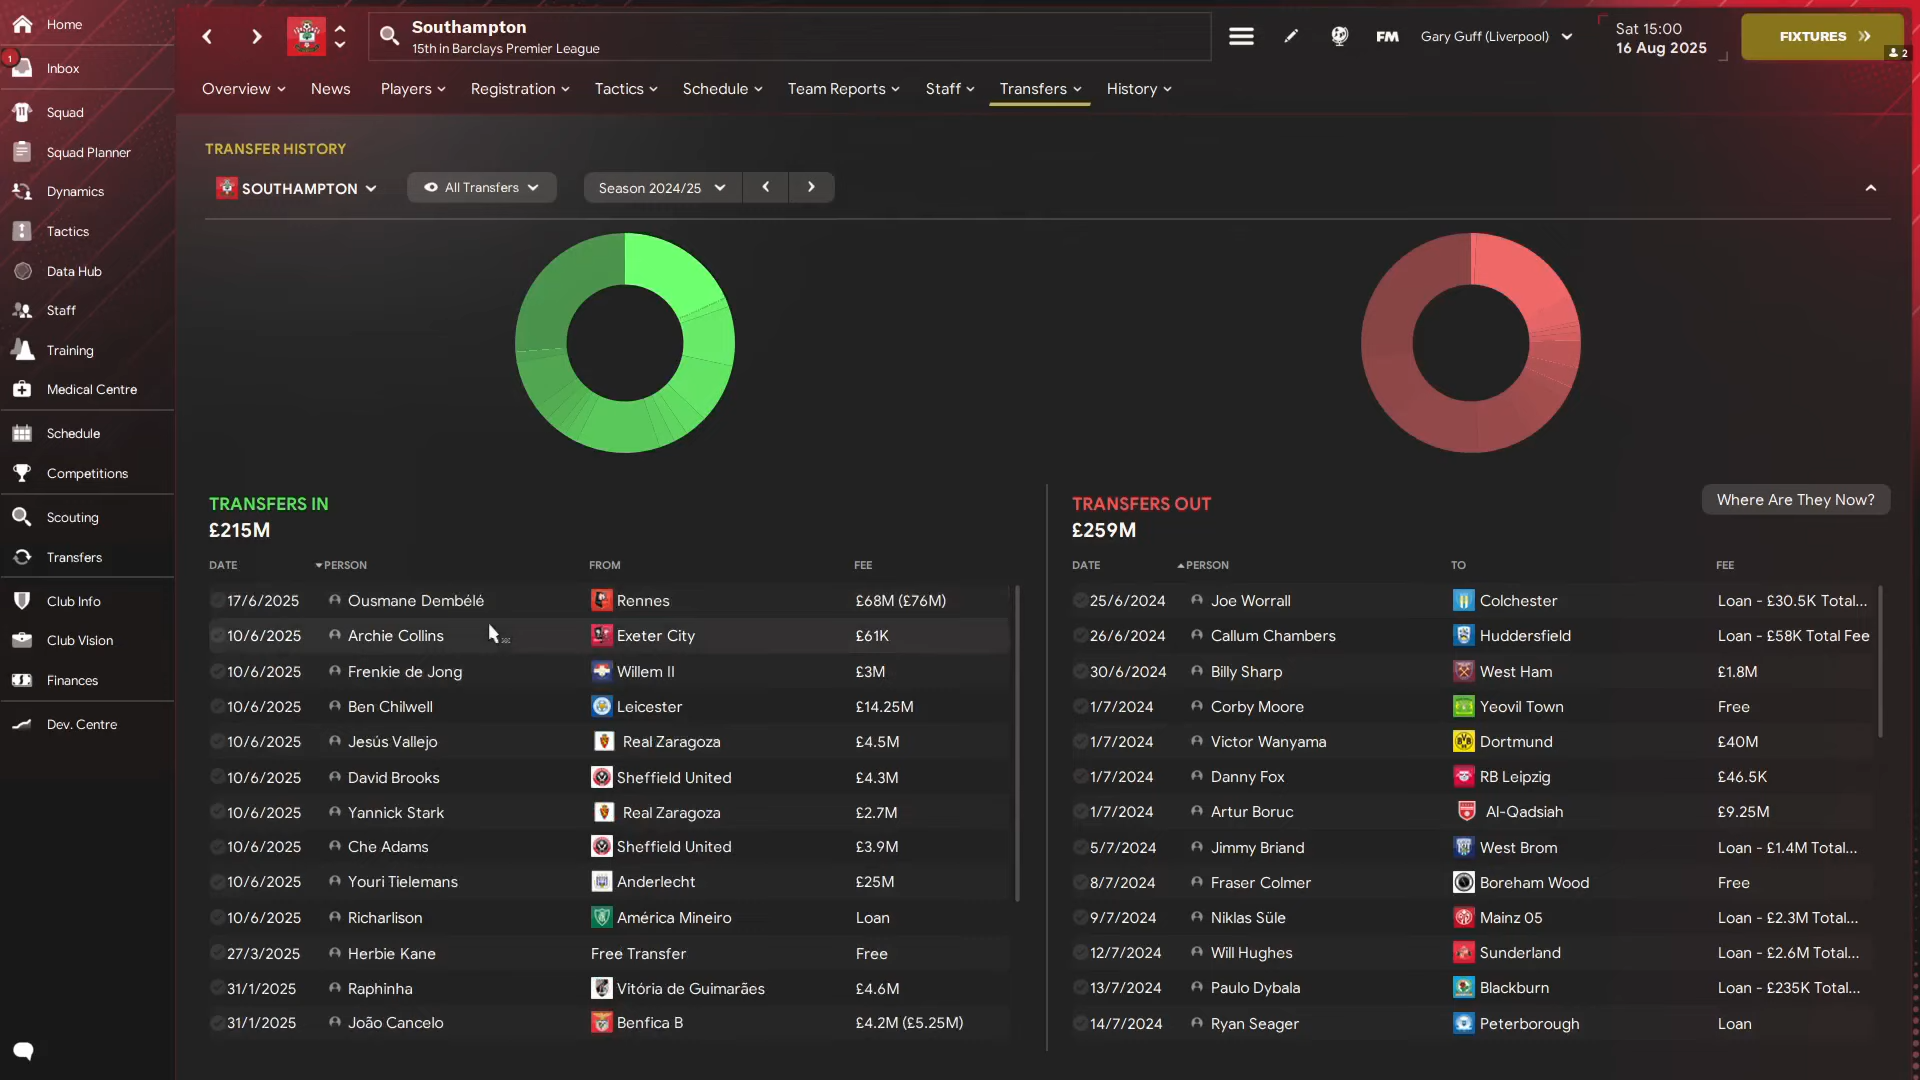 Home
1
Inbox
Squad
Squad Planner
Dynamics
Tactics
Data Hub
Staff
Training
Medical Centre
Schedule
Competitions
Scouting
Transfers
Club Info
Club Vision
Finances
Dev. Centre
Southampton
15th in Barclays Premier League
FM
Gary Guff (Liverpool)
Sat 15:00
16 Aug 2025
FIXTURES
2
Overview News Players Registration Tactics Schedule Team Reports Staff Transfers History
TRANSFER HISTORY
SOUTHAMPTON All Transfers Season 2024/25
TRANSFERS IN
£215M
DATE PERSON FROM FEE
17/6/2025 Ousmane Dembélé Rennes £68M (£76M)
10/6/2025 Archie Collins Exeter City £61K
10/6/2025 Frenkie de Jong Willem II £3M
10/6/2025 Ben Chilwell Leicester £14.25M
10/6/2025 Jesús Vallejo Real Zaragoza £4.5M
10/6/2025 David Brooks Sheffield United £4.3M
10/6/2025 Yannick Stark Real Zaragoza £2.7M
10/6/2025 Che Adams Sheffield United £3.9M
10/6/2025 Youri Tielemans Anderlecht £25M
10/6/2025 Richarlison América Mineiro Loan
27/3/2025 Herbie Kane Free Transfer Free
31/1/2025 Raphinha Vitória de Guimarães £4.6M
31/1/2025 João Cancelo Benfica B £4.2M (£5.25M)
TRANSFERS OUT
£259M
Where Are They Now?
DATE PERSON TO FEE
25/6/2024 Joe Worrall Colchester Loan - £30.5K Total...
26/6/2024 Callum Chambers Huddersfield Loan - £58K Total Fee
30/6/2024 Billy Sharp West Ham £1.8M
1/7/2024 Corby Moore Yeovil Town Free
1/7/2024 Victor Wanyama Dortmund £40M
1/7/2024 Danny Fox RB Leipzig £46.5K
1/7/2024 Artur Boruc Al-Qadsiah £9.25M
5/7/2024 Jimmy Briand West Brom Loan - £1.4M Total...
8/7/2024 Fraser Colmer Boreham Wood Free
9/7/2024 Niklas Süle Mainz 05 Loan - £2.3M Total...
12/7/2024 Will Hughes Sunderland Loan - £2.6M Total...
13/7/2024 Paulo Dybala Blackburn Loan - £235K Total...
14/7/2024 Ryan Seager Peterborough Loan